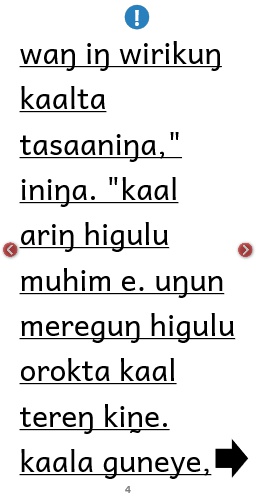 waŋ iŋ wirikuŋ
kaalta
tasaaniŋa,"
iniŋa. "kaal
ariŋ higulu
muhim e. uŋun
mereguŋ higulu
orokta kaal
tereŋ kiŋe.
kaala guneye,
4